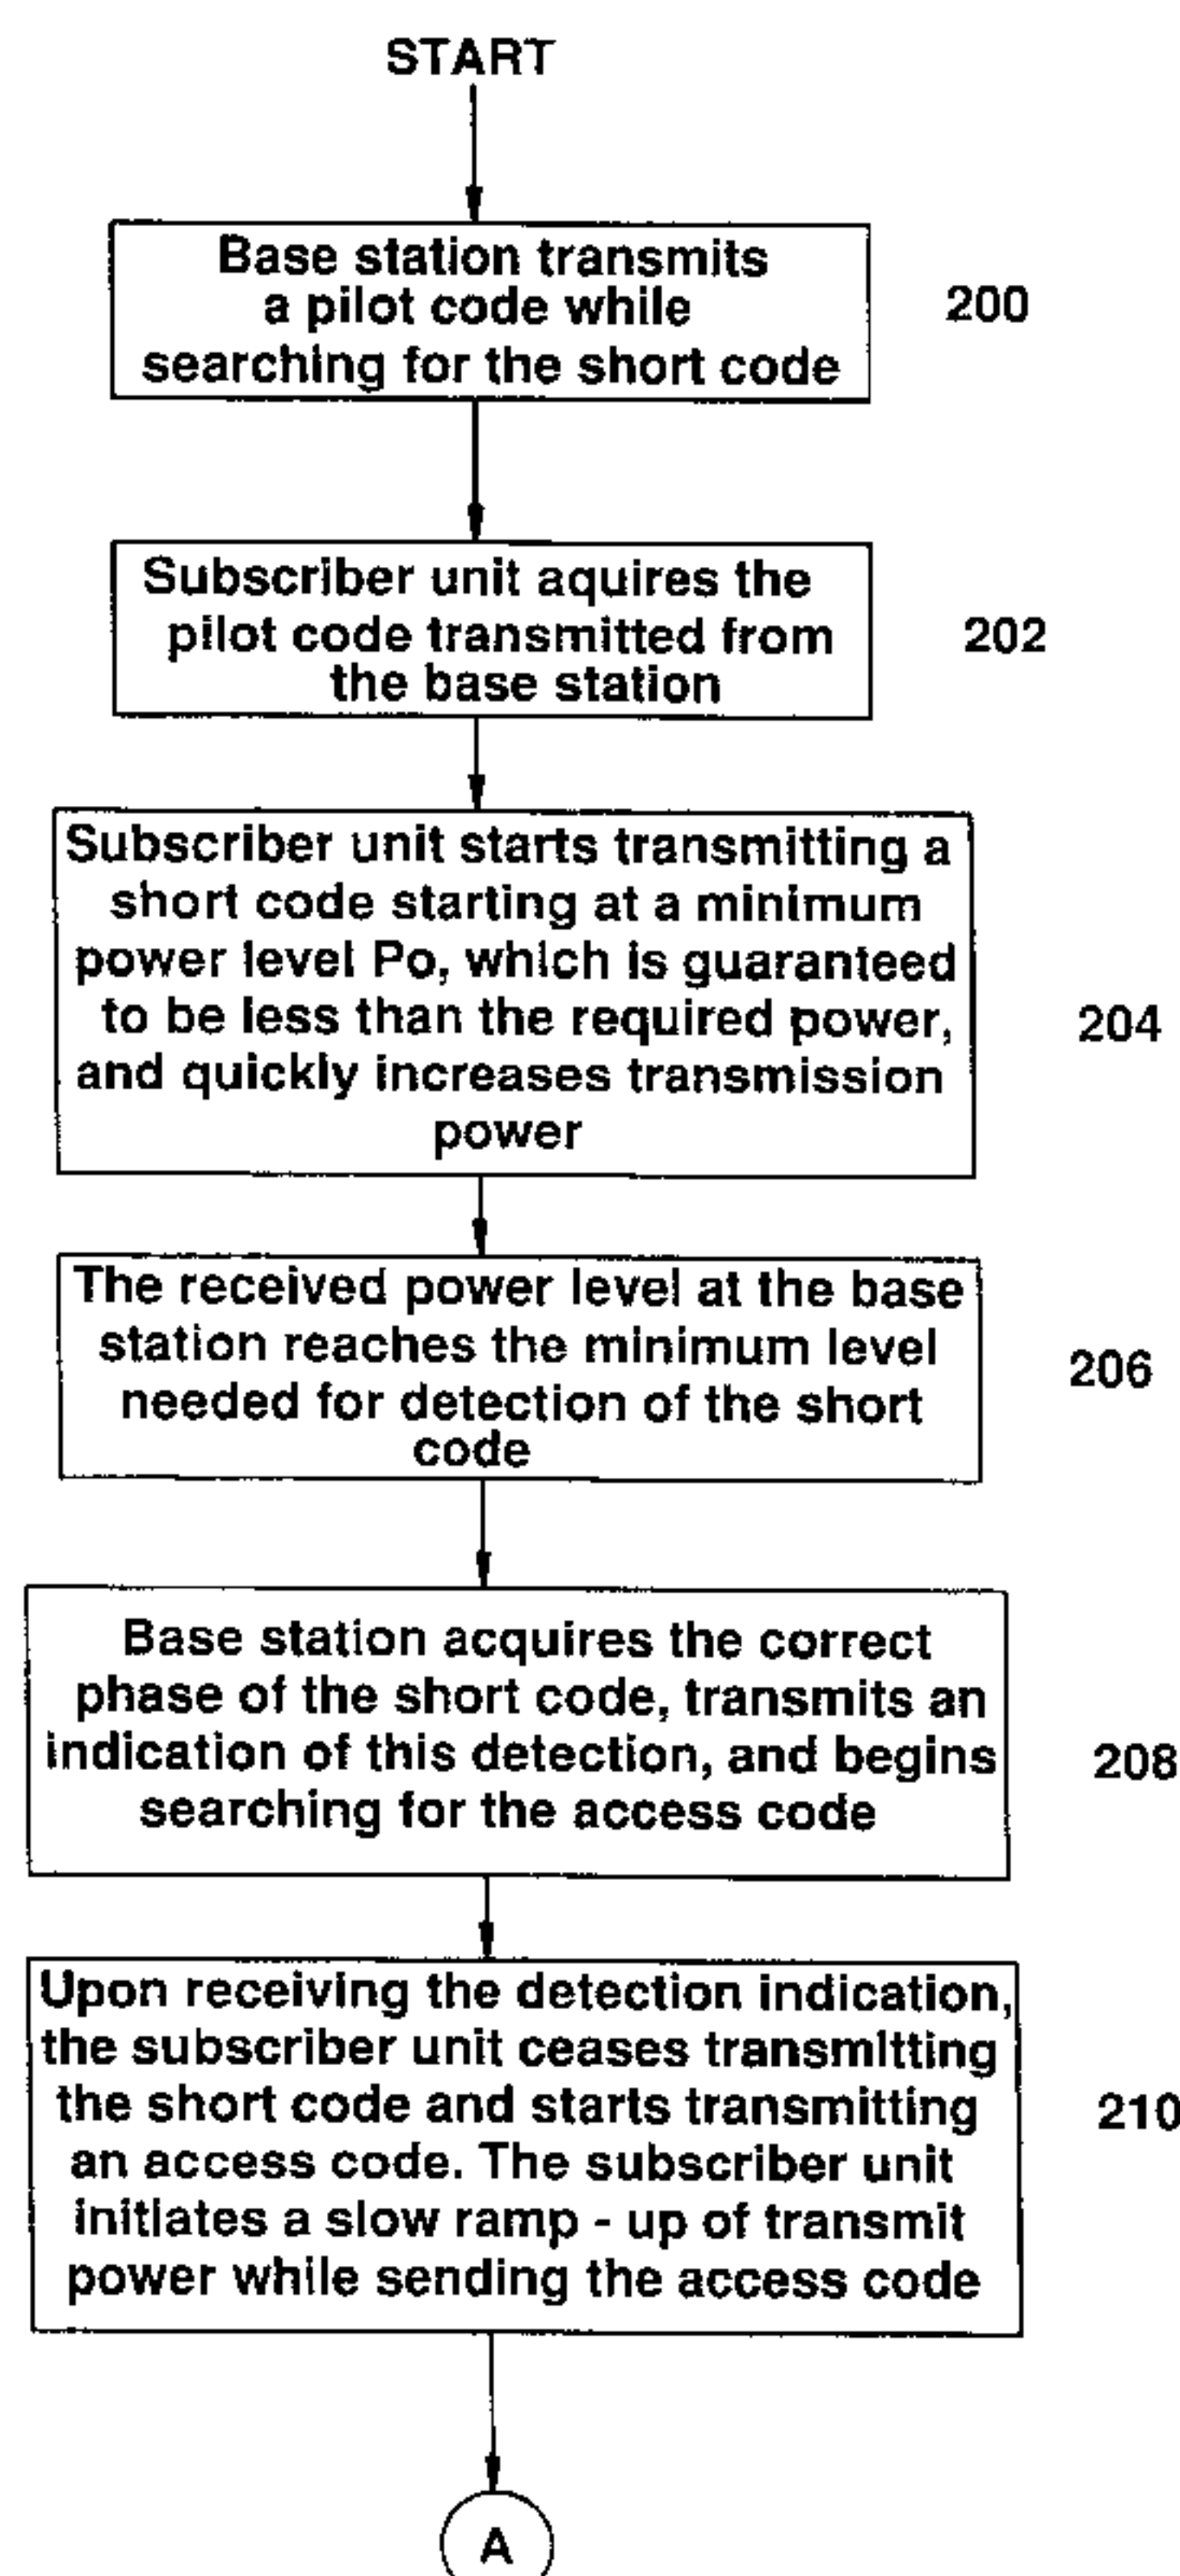 START
Base station transmits
a pilot code while
searching for the short code
200
Subscriber unit aquires the
pilot code transmitted from
the base station
202
Subscriber unit starts transmitting a
short code starting at a minimum
power level Po, which is guaranteed
to be less than the required power,
and quickly increases transmission
power
204
The received power level at the base
station reaches the minimum level
needed for detection of the short
code
206
Base station acquires the correct
phase of the short code, transmits an
indication of this detection, and begins
searching for the access code
208
Upon receiving the detection indication,
the subscriber unit ceases transmitting
the short code and starts transmitting
an access code. The subscriber unit
initiates a slow ramp - up of transmit
power while sending the access code
210
A